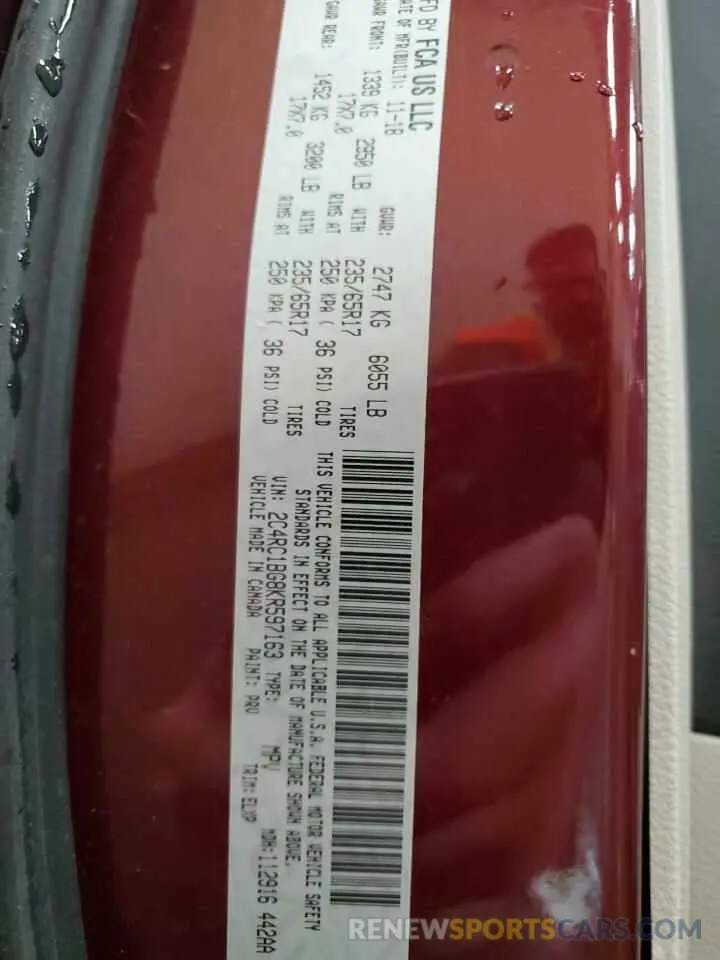 MFD BY FCA US LLC
DATE OF MFR(BUILT): 11-18 GVWR: 2747 KG 6055 LB
GAWR FRONT: 1339 KG 2950 LB WITH 235/65R17 TIRES
17X7.0 RIMS AT 250 KPA ( 36 PSI) COLD
GAWR REAR: 1452 KG 3200 LB WITH 235/65R17 TIRES
17X7.0 RIMS AT 250 KPA ( 36 PSI) COLD
THIS VEHICLE CONFORMS TO ALL APPLICABLE U.S.A. FEDERAL MOTOR VEHICLE SAFETY
STANDARDS IN EFFECT ON THE DATE OF MANUFACTURE SHOWN ABOVE.
VIN: 2C4RC1BG8KR597163 TYPE: MPV MDH:112916 442AA
VEHICLE MADE IN CANADA PAINT: PRV TRIM: ELXP
RENEWSPORTSCARS.COM